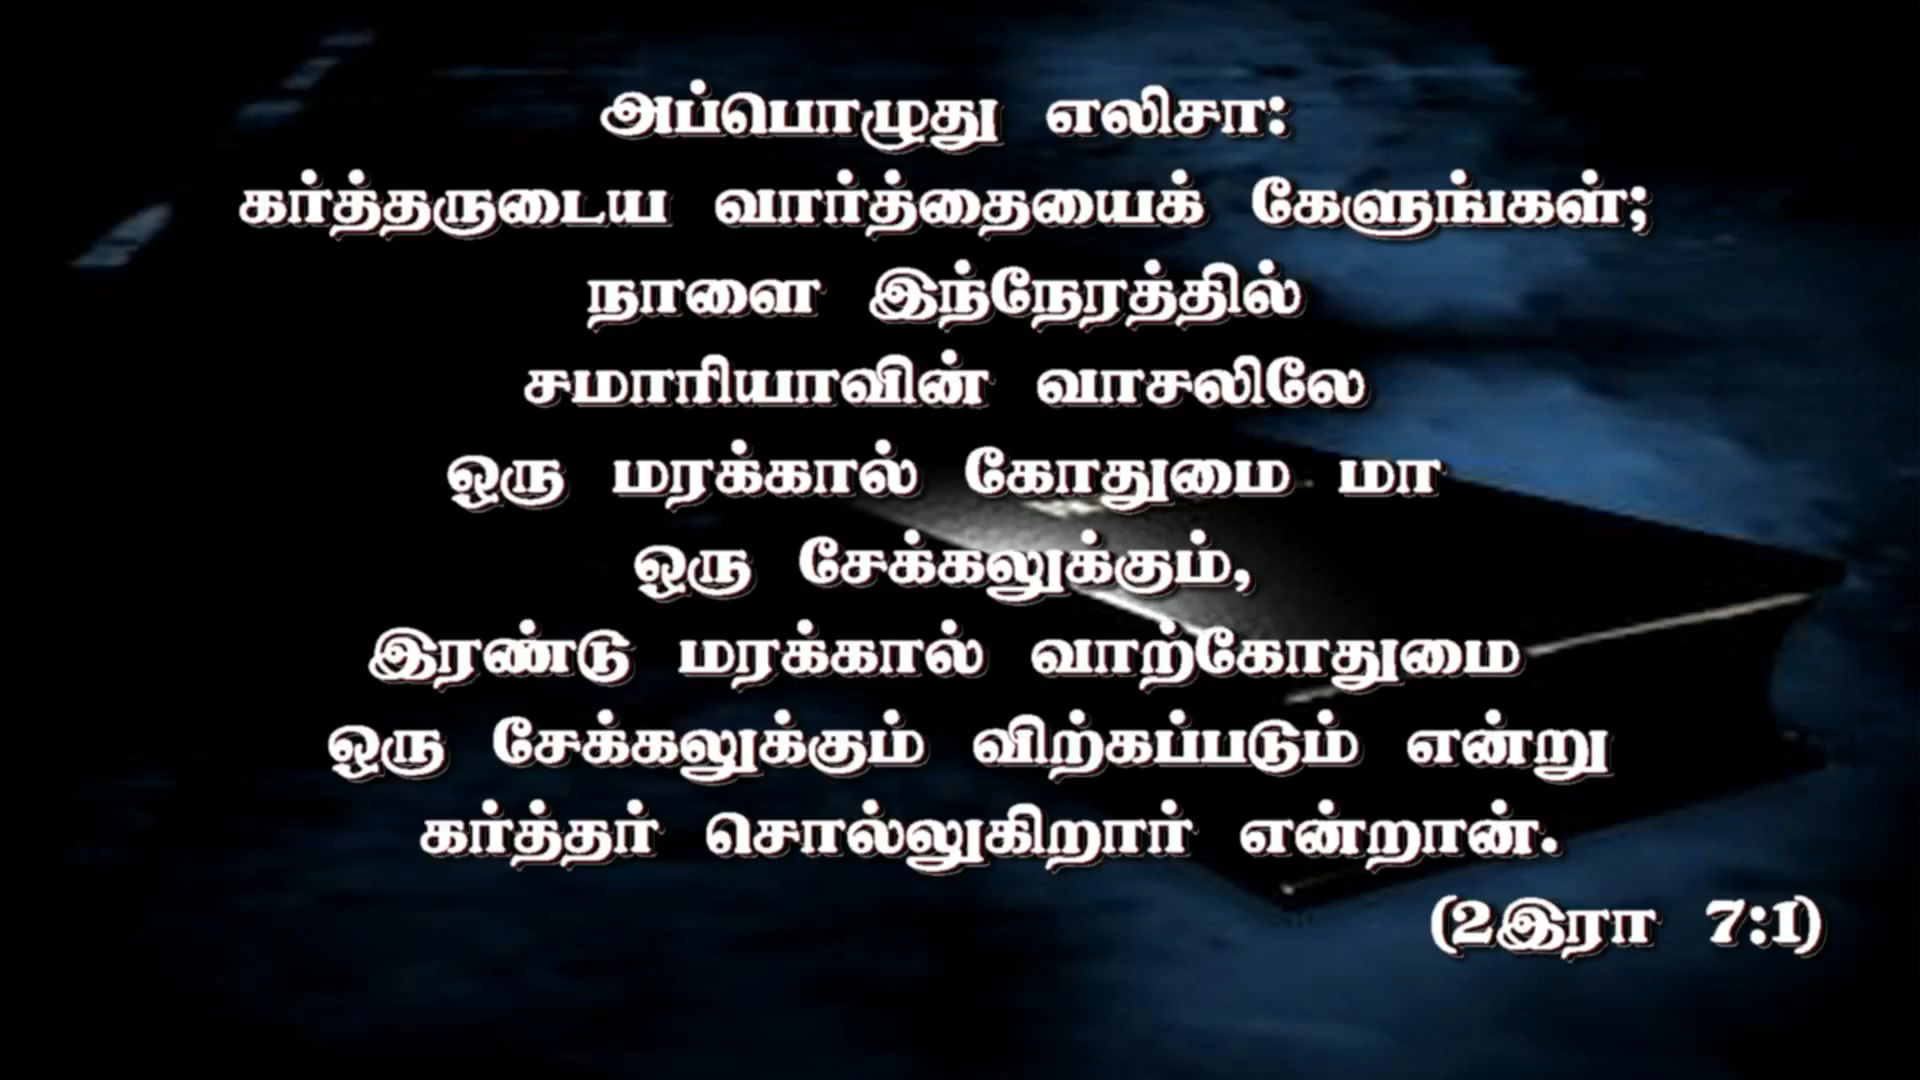 அப்பொழுது எலிசா:
கர்த்தருடைய வார்த்தையைக் கேளுங்கள்;
நாளை இந்நேரத்தில்
சமாரியாவின் வாசலிலே
ஒரு மரக்கால் கோதுமை மா
ஒரு சேக்கலுக்கும்,
இரண்டு மரக்கால் வாற்கோதுமை
ஒரு சேக்கலுக்கும் விற்கப்படும் என்று
கர்த்தர் சொல்லுகிறார் என்றான்.
(2இரா 7:1)